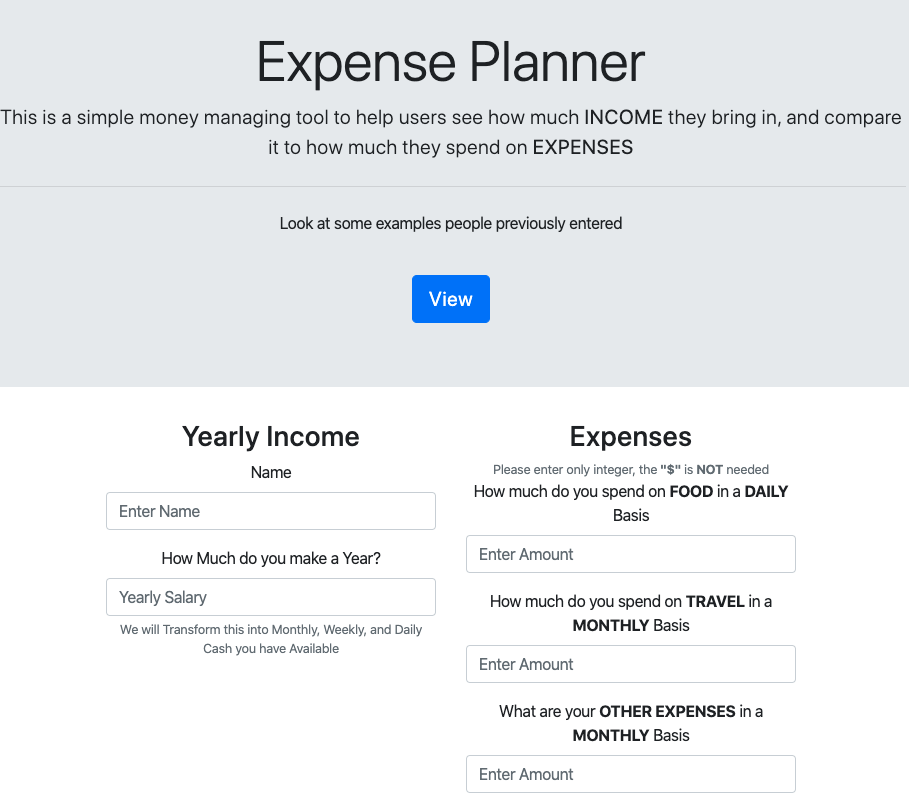 Expense Planner
This is a simple money managing tool to help users see how much INCOME they bring in, and compare
it to how much they spend on EXPENSES
Look at some examples people previously entered
View
Yearly Income
Name
Enter Name
How Much do you make a Year?
Yearly Salary
We will Transform this into Monthly, Weekly, and Daily
Cash you have Available
Expenses
Please enter only integer, the "$" is NOT needed
How much do you spend on FOOD in a DAILY
Basis
Enter Amount
How much do you spend on TRAVEL in a
MONTHLY Basis
Enter Amount
What are your OTHER EXPENSES in a
MONTHLY Basis
Enter Amount